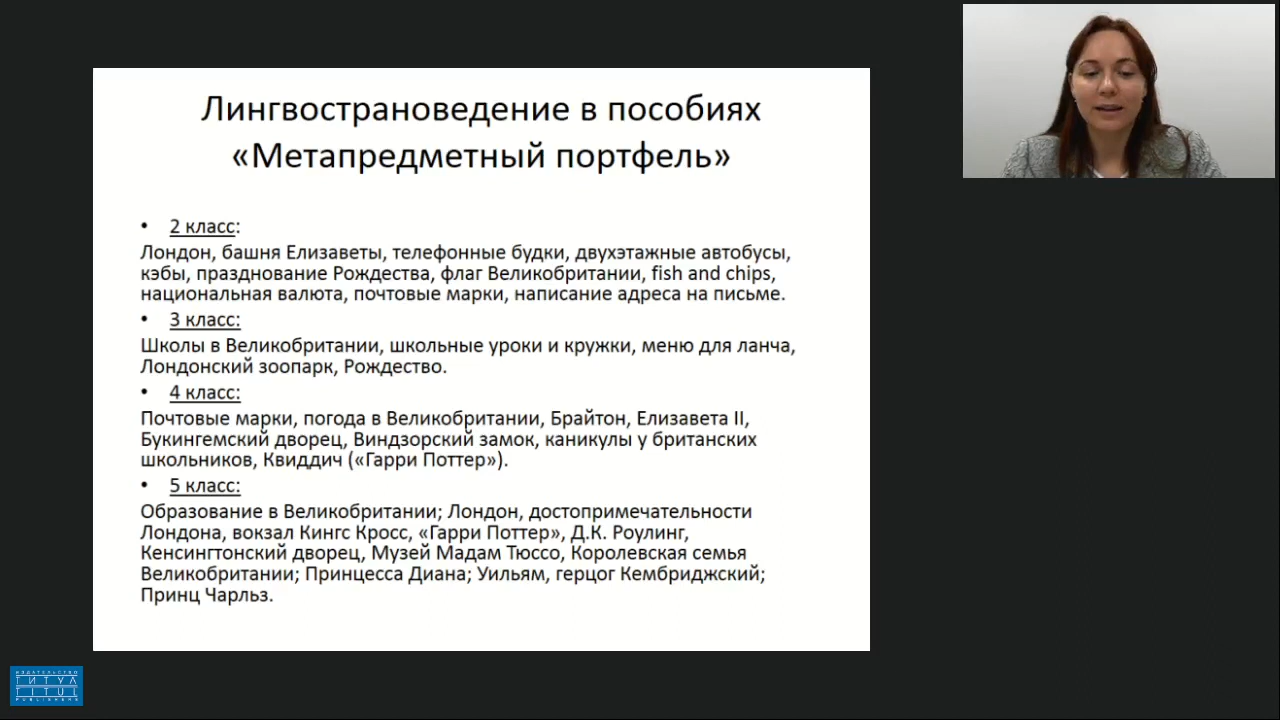 Лингвострановедение в пособиях
«Метапредметный портфель»
• 2 класс:
Лондон, башня Елизаветы, телефонные будки, двухэтажные автобусы,
кэбы, празднование Рождества, флаг Великобритании, fish and chips,
национальная валюта, почтовые марки, написание адреса на письме.
• 3 класс:
Школы в Великобритании, школьные уроки и кружки, меню для ланча,
Лондонский зоопарк, Рождество.
• 4 класс:
Почтовые марки, погода в Великобритании, Брайтон, Елизавета II,
Букингемский дворец, Виндзорский замок, каникулы у британских
школьников, Квиддич («Гарри Поттер»).
• 5 класс:
Образование в Великобритании; Лондон, достопримечательности
Лондона, вокзал Кингс Кросс, «Гарри Поттер», Д.К. Роулинг,
Кенсингтонский дворец, Музей Мадам Тюссо, Королевская семья
Великобритании; Принцесса Диана; Уильям, герцог Кембриджский;
Принц Чарльз.
ИЗДАТЕЛЬСТВО
ТИТУЛ
TITUL
PUBLISHERS